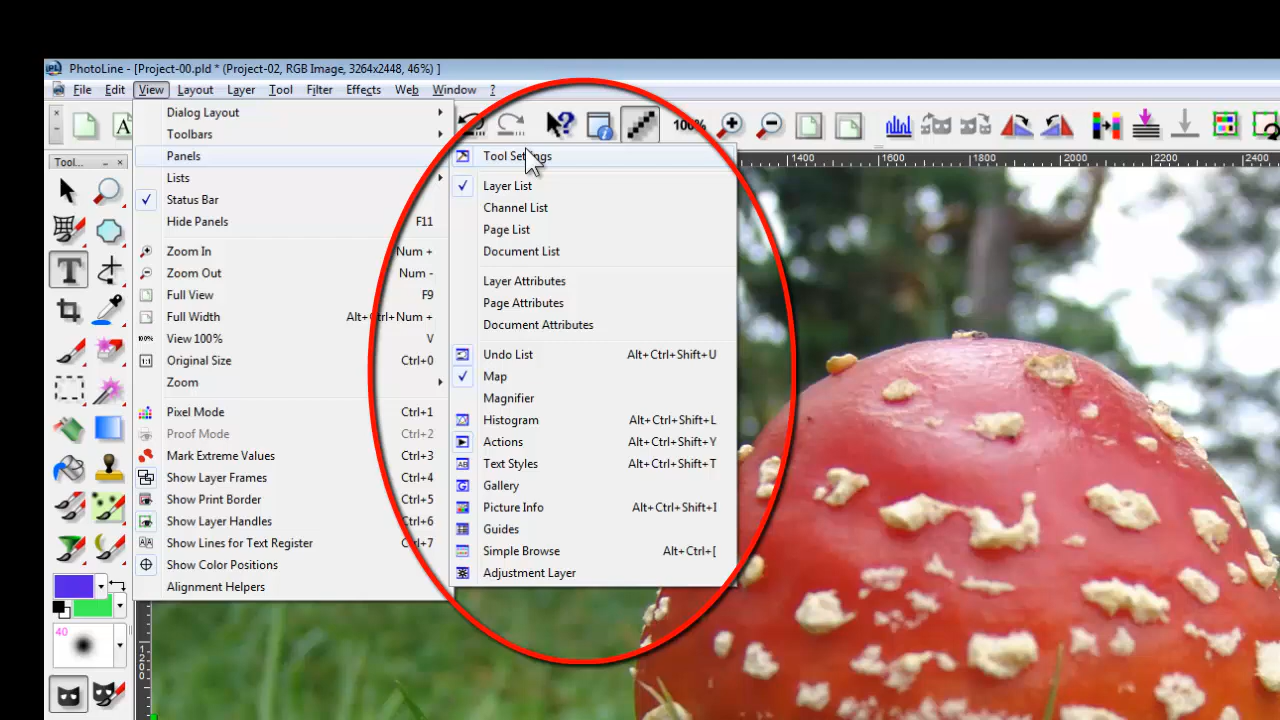 PhotoLine - [Project-00.pld * (Project-02, RGB Image, 3264x2448, 46%) ]
File Edit View Layout Layer Tool Filter Effects Web Window ?
A 100%
Tool...
Dialog Layout
Toolbars
Panels
Lists
Status Bar
Hide Panels F11
Zoom In Num +
Zoom Out Num -
Full View F9
Full Width Alt+Ctrl+Num +
100% View 100% V
1:1 Original Size Ctrl+0
Zoom
Pixel Mode Ctrl+1
Proof Mode Ctrl+2
Mark Extreme Values Ctrl+3
Show Layer Frames Ctrl+4
Show Print Border Ctrl+5
Show Layer Handles Ctrl+6
Show Lines for Text Register Ctrl+7
Show Color Positions
Alignment Helpers
Tool Settings
Layer List
Channel List
Page List
Document List
Layer Attributes
Page Attributes
Document Attributes
Undo List Alt+Ctrl+Shift+U
Map
Magnifier
Histogram Alt+Ctrl+Shift+L
Actions Alt+Ctrl+Shift+Y
Text Styles Alt+Ctrl+Shift+T
Gallery
Picture Info Alt+Ctrl+Shift+I
Guides
Simple Browse Alt+Ctrl+[
Adjustment Layer
1400 1600 1800 2000 2200 2400
40
1200